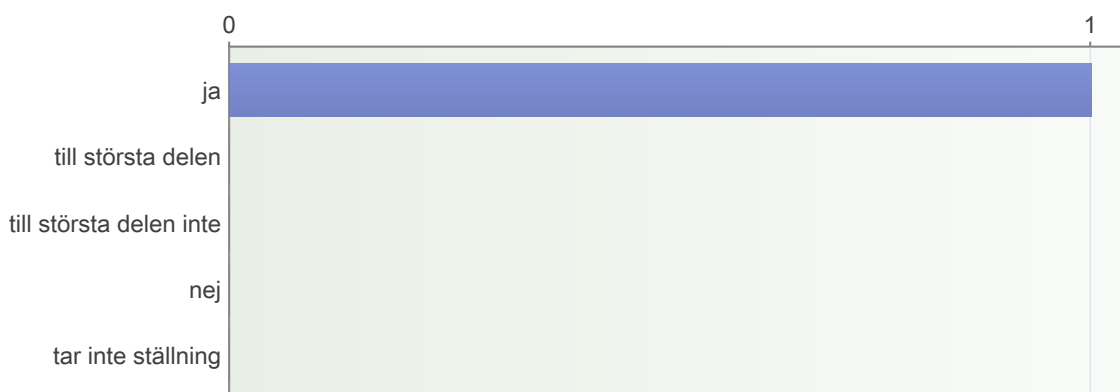 0 1
ja
till största delen
till största delen inte
nej
tar inte ställning